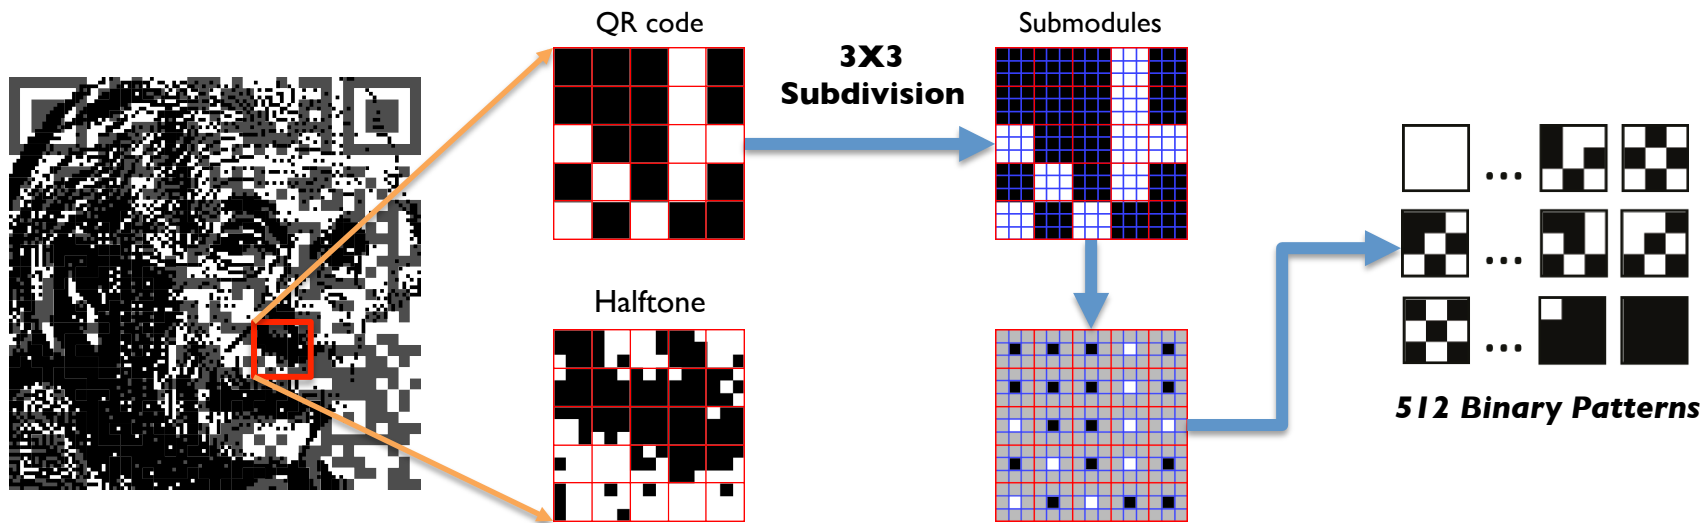 QR code
3X3
Subdivision
Submodules
Halftone
...
...
...
512 Binary Patterns